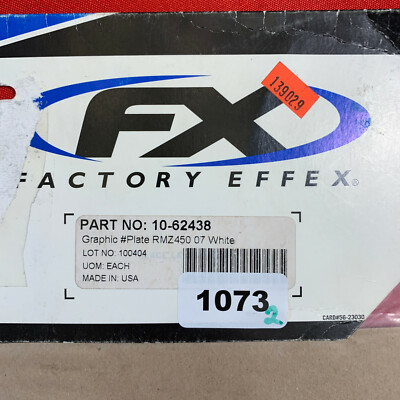 139029
FX
FACTORY EFFEX®
PART NO: 10-62438
Graphic #Plate RMZ450 07 White
LOT NO: 100404
UOM: EACH
MADE IN: USA
1073
2
CARD#56-23030